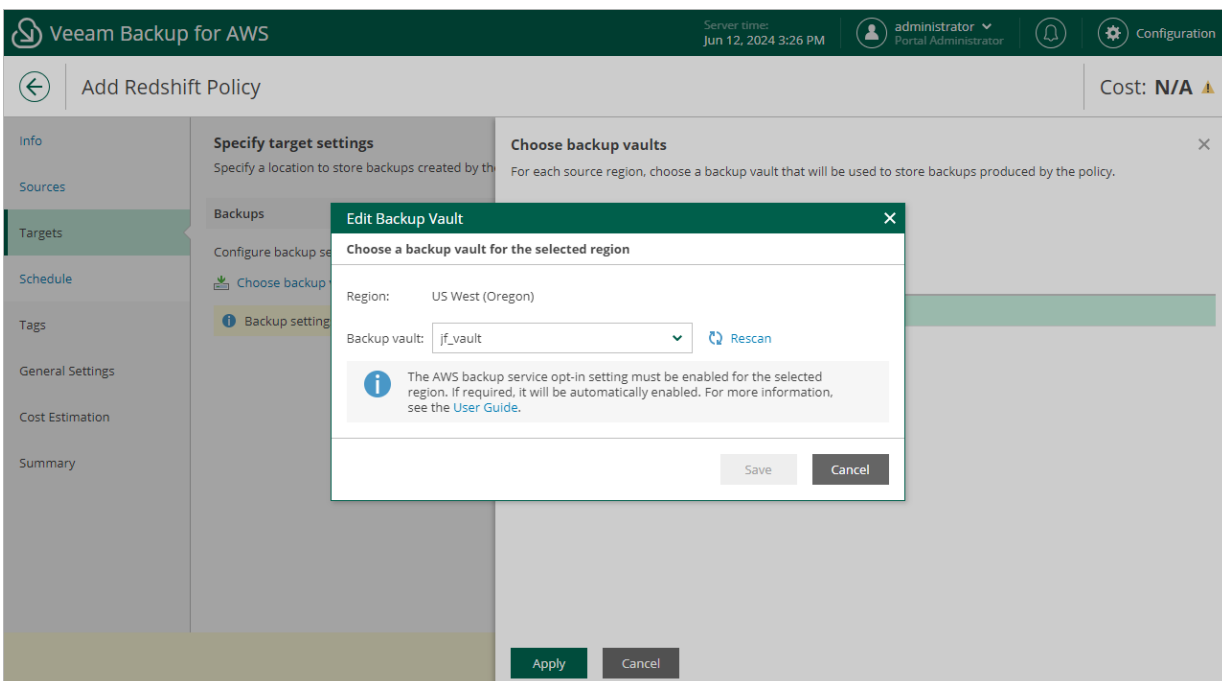 Veeam Backup for AWS
Server time:
Jun 12, 2024 3:26 PM
administrator
Portal Administrator
Configuration
Add Redshift Policy
Cost: N/A
Info
Sources
Targets
Schedule
Tags
General Settings
Cost Estimation
Summary
Specify target settings
Specify a location to store backups created by the
Backups
Configure backup se
Choose backup
Backup setting
Choose backup vaults
For each source region, choose a backup vault that will be used to store backups produced by the policy.
Edit Backup Vault
Choose a backup vault for the selected region
Region: US West (Oregon)
Backup vault: jf_vault
Rescan
The AWS backup service opt-in setting must be enabled for the selected
region. If required, it will be automatically enabled. For more information,
see the User Guide.
Save
Cancel
Apply
Cancel